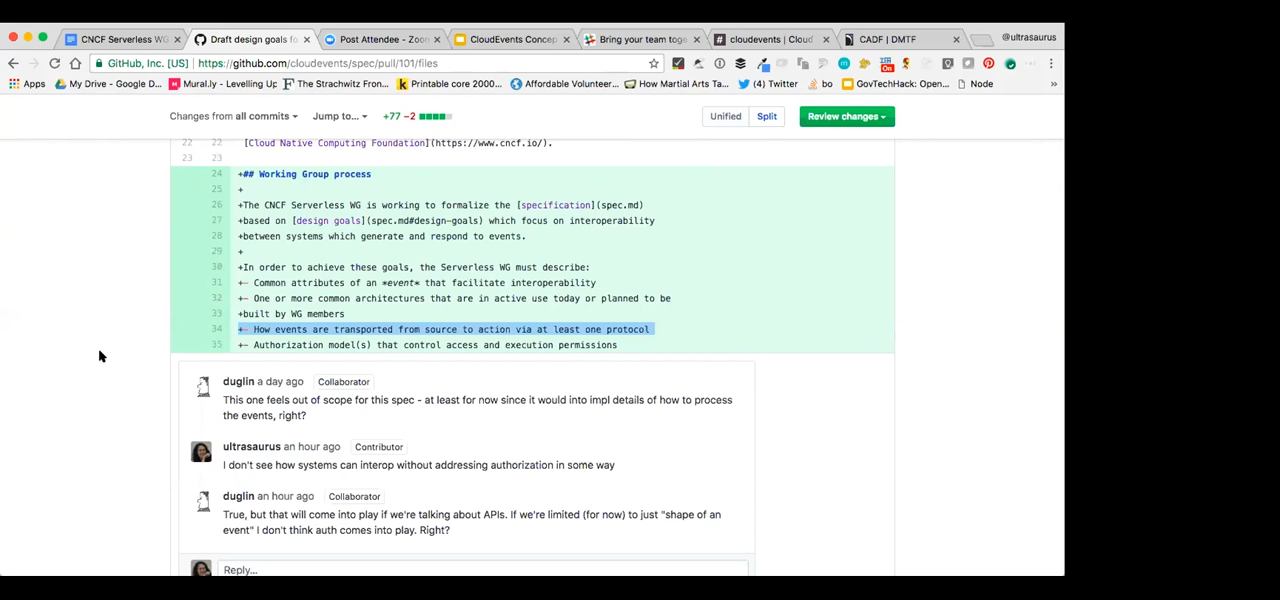 CNCF Serverless WG
Draft design goals fo
Post Attendee - Zoom
CloudEvents Concep
Bring your team toge
cloudevents | Cloud
CADF | DMTF
@ultrasaurus
GitHub, Inc. [US] https://github.com/cloudevents/spec/pull/101/files
Apps My Drive - Google D... Mural.ly - Levelling Up The Strachwitz Fron... Printable core 2000... Affordable Volunteer... How Martial Arts Ta... (4) Twitter bo GovTechHack: Open... Node »
Changes from all commits Jump to... +77 −2 Unified Split Review changes
22 22 [Cloud Native Computing Foundation](https://www.cncf.io/).
23 23
24 +## Working Group process
25 +
26 +The CNCF Serverless WG is working to formalize the [specification](spec.md)
27 +based on [design goals](spec.md#design-goals) which focus on interoperability
28 +between systems which generate and respond to events.
29 +
30 +In order to achieve these goals, the Serverless WG must describe:
31 +- Common attributes of an *event* that facilitate interoperability
32 +- One or more common architectures that are in active use today or planned to be
33 +built by WG members
34 +- How events are transported from source to action via at least one protocol
35 +- Authorization model(s) that control access and execution permissions
duglin a day ago Collaborator
This one feels out of scope for this spec - at least for now since it would into impl details of how to process
the events, right?
ultrasaurus an hour ago Contributor
I don't see how systems can interop without addressing authorization in some way
duglin an hour ago Collaborator
True, but that will come into play if we're talking about APIs. If we're limited (for now) to just "shape of an
event" I don't think auth comes into play. Right?
Reply...